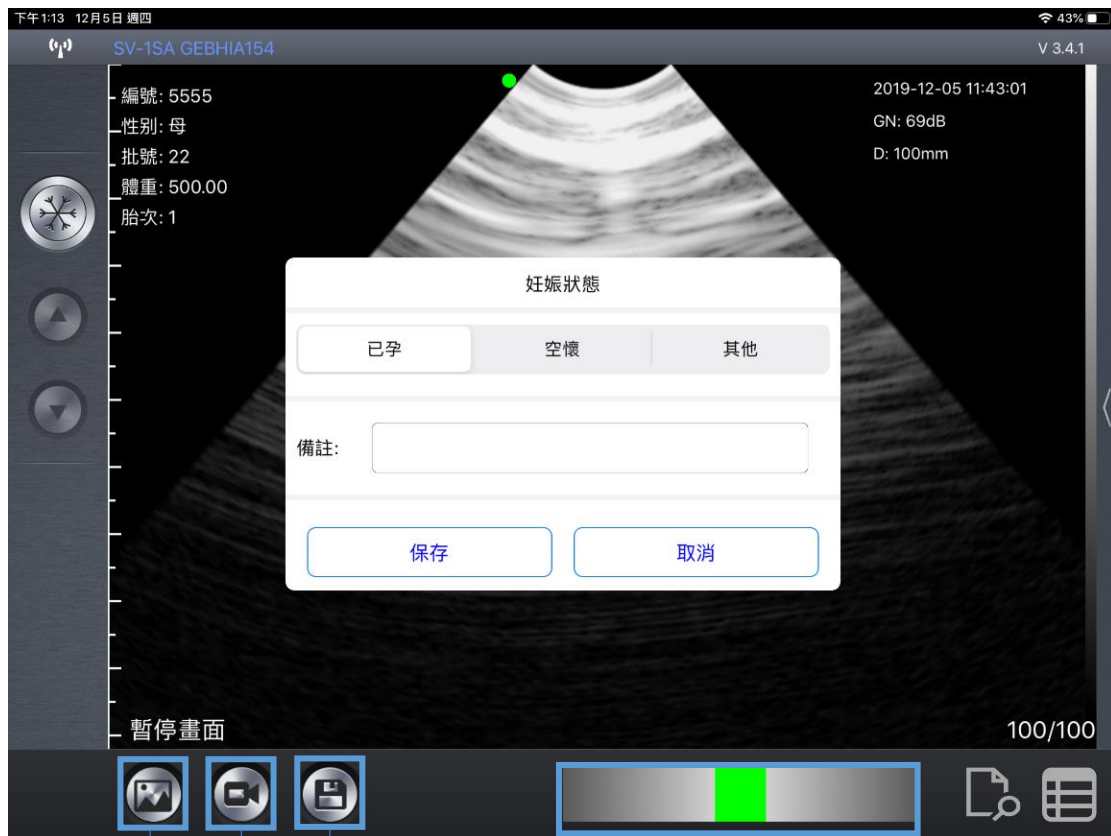 下午1:13 12月5日 週四
43%
SV-1SA GEBHIA154
V 3.4.1
編號: 5555
性別: 母
批號: 22
體重: 500.00
胎次: 1
2019-12-05 11:43:01
GN: 69dB
D: 100mm
妊娠狀態
已孕 空懷 其他
備註:
保存 取消
暫停畫面
100/100